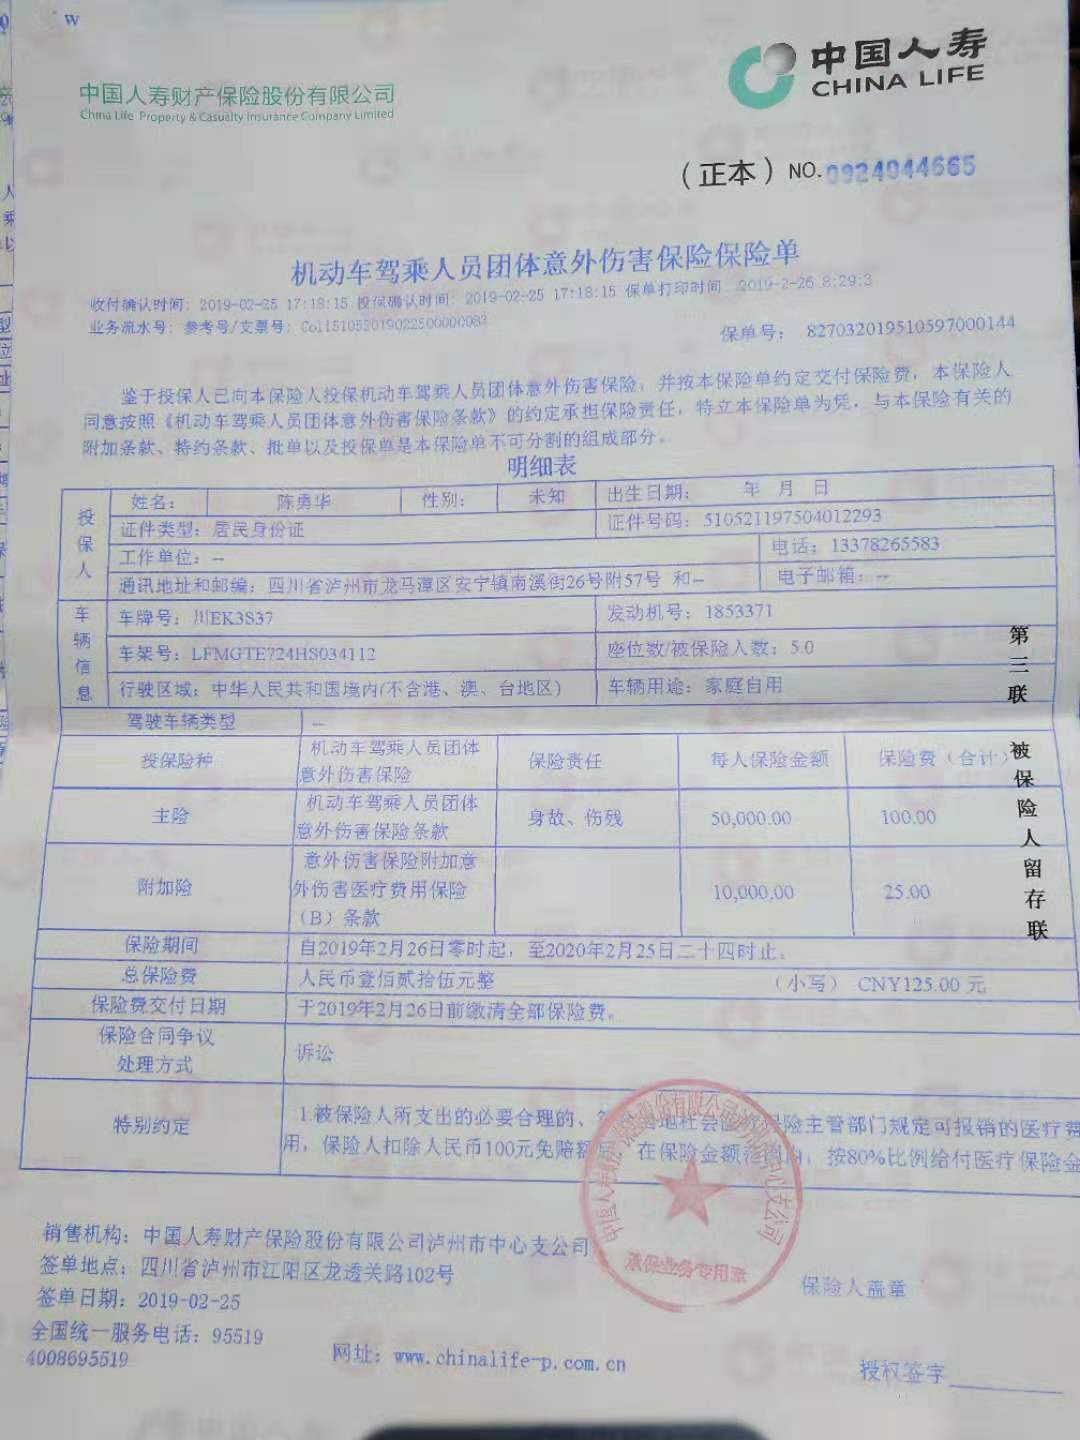 W
中国人寿
CHINA LIFE
中国人寿财产保险股份有限公司
China Life Property & Casualty Insurance Company Limited
（正本）NO.0924044665
机动车驾乘人员团体意外伤害保险保险单
收付确认时间：2019-02-25 17:18:15 投保确认时间：2019-02-25 17:18:15 保单打印时间：2019-2-26 8:29:3
业务流水号：参考号/支票号：
保单号：827032019510597000144
鉴于投保人已向本保险人投保机动车驾乘人员团体意外伤害保险，并按本保险单约定交付保险费，本保险人
同意按照《机动车驾乘人员团体意外伤害保险条款》的约定承担保险责任，特立本保险单为凭，与本保险有关的
附加条款、特约条款、批单以及投保单是本保险单不可分割的组成部分。
明细表
投保人
姓名： 陈勇华 性别： 未知 出生日期： 年 月 日
证件类型：居民身份证 证件号码：510521197504012293
工作单位：-- 电话：13378265583
通讯地址和邮编：四川省泸州市龙马潭区安宁镇南溪街26号附57号 和-- 电子邮箱：--
车辆信息
车牌号：川EK3S37 发动机号：1853371
车架号：LFMGTE724HS034112 座位数/被保险人数：5.0
行驶区域：中华人民共和国境内(不含港、澳、台地区) 车辆用途：家庭自用
驾驶车辆类型 --
投保险种 机动车驾乘人员团体
意外伤害保险 保险责任 每人保险金额 保险费（合计）
主险 机动车驾乘人员团体
意外伤害保险条款 身故、伤残 50,000.00 100.00
附加险 意外伤害保险附加意
外伤害医疗费用保险
（B）条款 10,000.00 25.00
保险期间 自2019年2月26日零时起，至2020年2月25日二十四时止。
总保险费 人民币壹佰贰拾伍元整 （小写） CNY125.00 元
保险费交付日期 于2019年2月26日前缴清全部保险费。
保险合同争议
处理方式 诉讼
特别约定 1.被保险人所支出的必要合理的、 地社会 险主管部门规定可报销的医疗费
用，保险人扣除人民币100元免赔额 在保险金额范围内，按80%比例给付医疗保险金
第三联
被保险人留存联
承保业务专用章
销售机构：中国人寿财产保险股份有限公司泸州市中心支公司
签单地点：四川省泸州市江阳区龙透关路102号
签单日期：2019-02-25
全国统一服务电话：95519
4008695519
网址：www.chinalife-p.com.cn
保险人盖章
授权签字